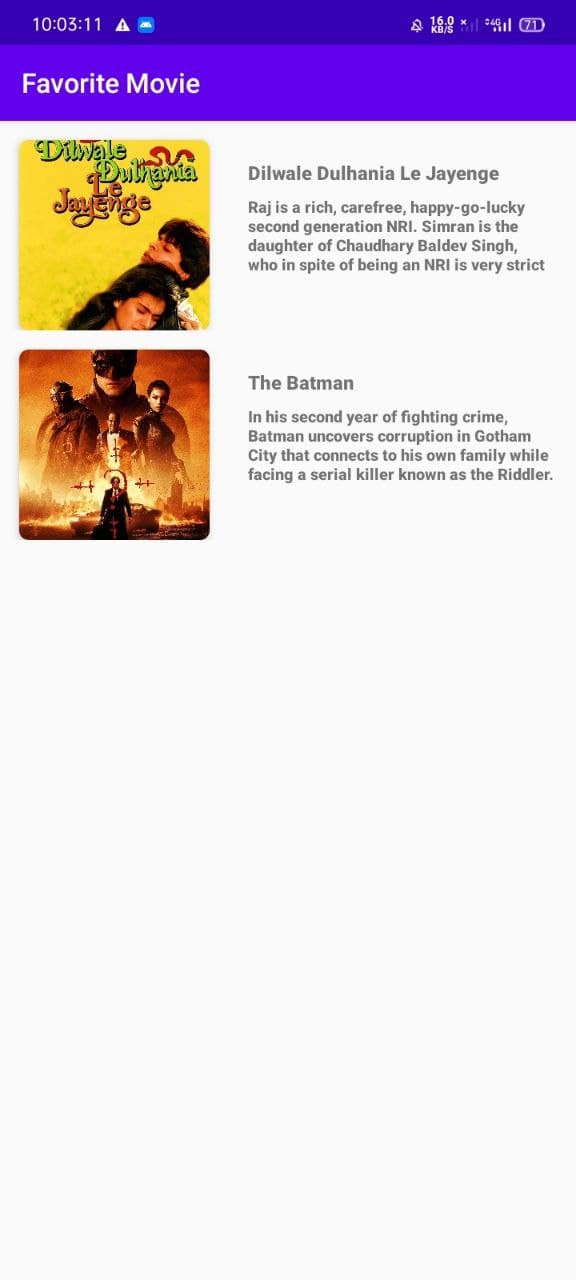 10:03:11 16.0 KB/S 4G 71
Favorite Movie
Dilwale
Dulhania
Le
Jayenge
Dilwale Dulhania Le Jayenge
Raj is a rich, carefree, happy-go-lucky
second generation NRI. Simran is the
daughter of Chaudhary Baldev Singh,
who in spite of being an NRI is very strict
The Batman
In his second year of fighting crime,
Batman uncovers corruption in Gotham
City that connects to his own family while
facing a serial killer known as the Riddler.